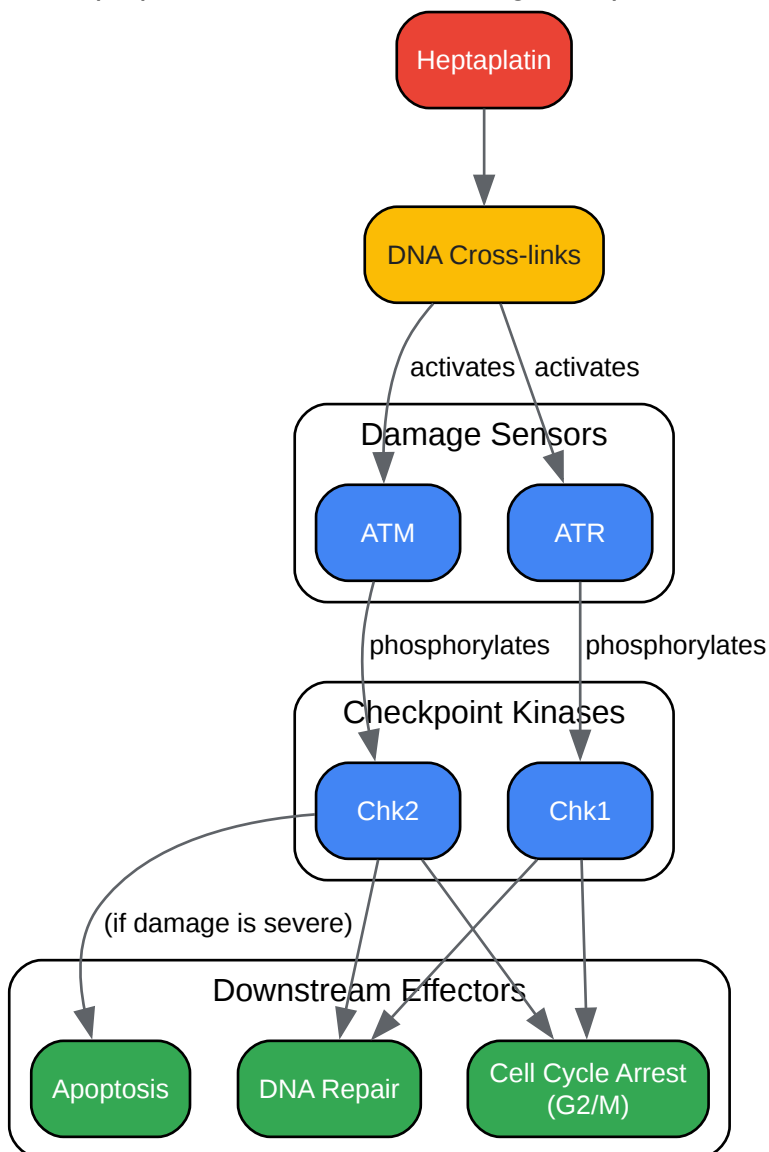 Heptaplatin
DNA Cross-links
activates activates
Damage Sensors
ATM ATR
phosphorylates phosphorylates
Checkpoint Kinases
Chk2 Chk1
(if damage is severe)
Downstream Effectors
Apoptosis DNA Repair Cell Cycle Arrest
(G2/M)